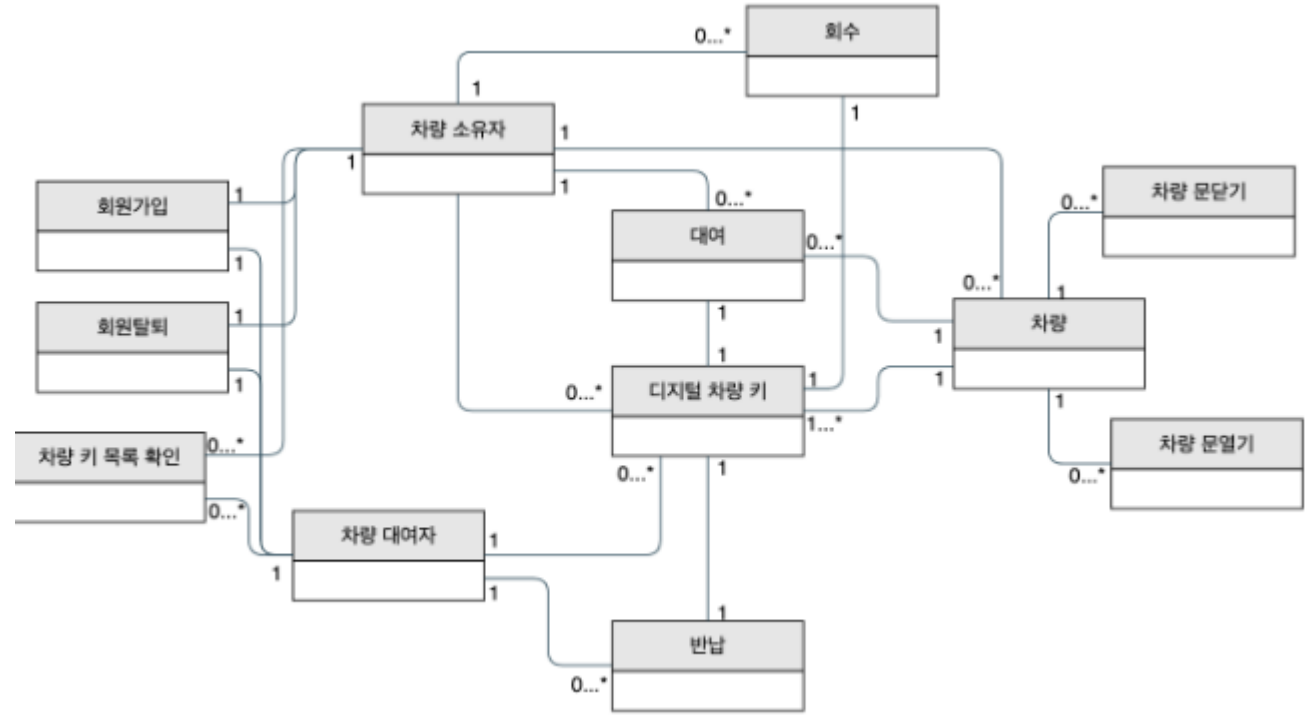 회수
0...*
1
1
차량 소유자
1
1
1
0...*
회원가입
1
1
차량 문닫기
0...*
1
대여
0...*
1
차량
0...*
1
1
1
회원탈퇴
1
1
디지털 차량 키
1
1
0...*
1...*
0...*
1
차량 문열기
0...*
차량 키 목록 확인
0...*
0...*
차량 대여자
1
1
1
반납
1
0...*